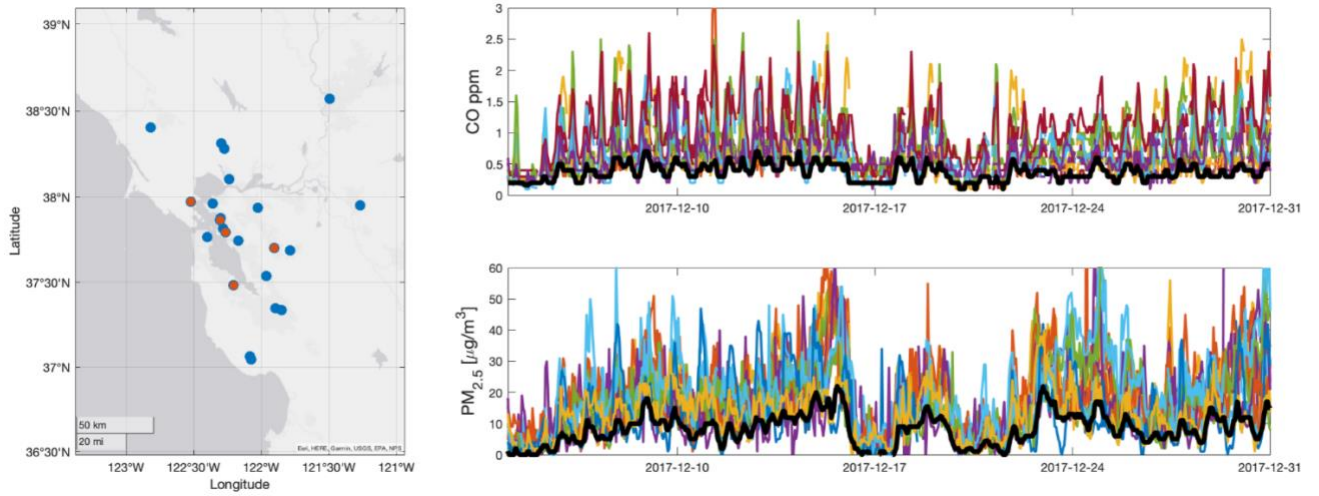 39°N
38°30'N
38°N
37°30'N
37°N
36°30'N
Latitude
50 km
20 mi
Esri, HERE, Garmin, USGS, EPA, NPS
123°W
122°30'W
122°W
121°30'W
121°W
Longitude
3
2.5
2
1.5
1
0.5
0
CO ppm
2017-12-10
2017-12-17
2017-12-24
2017-12-31
60
50
40
30
20
10
0
PM2.5 [μg/m3]
2017-12-10
2017-12-17
2017-12-24
2017-12-31